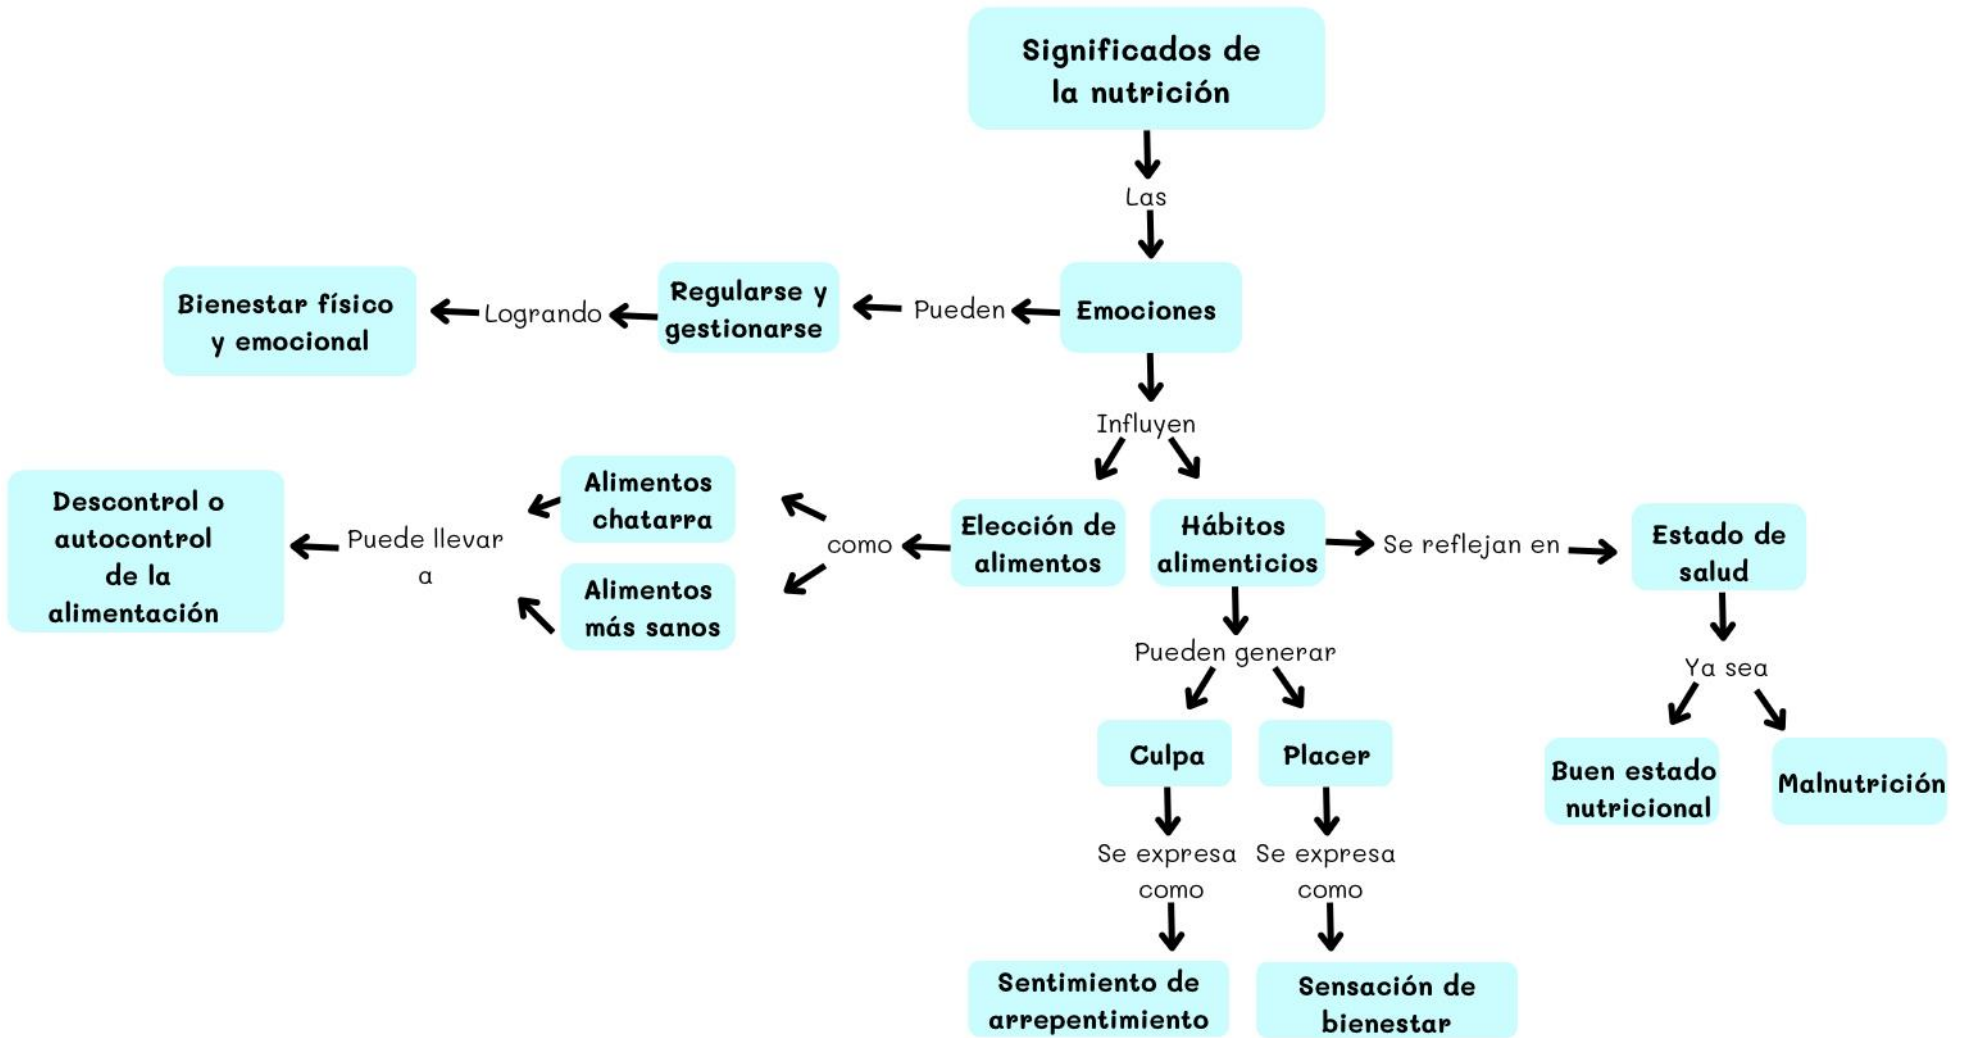 Significados de
la nutrición
Las
Emociones
Pueden
Regularse y
gestionarse
Logrando
Bienestar físico
y emocional
Influyen
Elección de
alimentos
como
Alimentos
chatarra
Alimentos
más sanos
Puede llevar
a
Descontrol o
autocontrol
de la
alimentación
Hábitos
alimenticios
Se reflejan en
Estado de
salud
Ya sea
Buen estado
nutricional
Malnutrición
Pueden generar
Culpa
Se expresa
como
Sentimiento de
arrepentimiento
Placer
Se expresa
como
Sensación de
bienestar